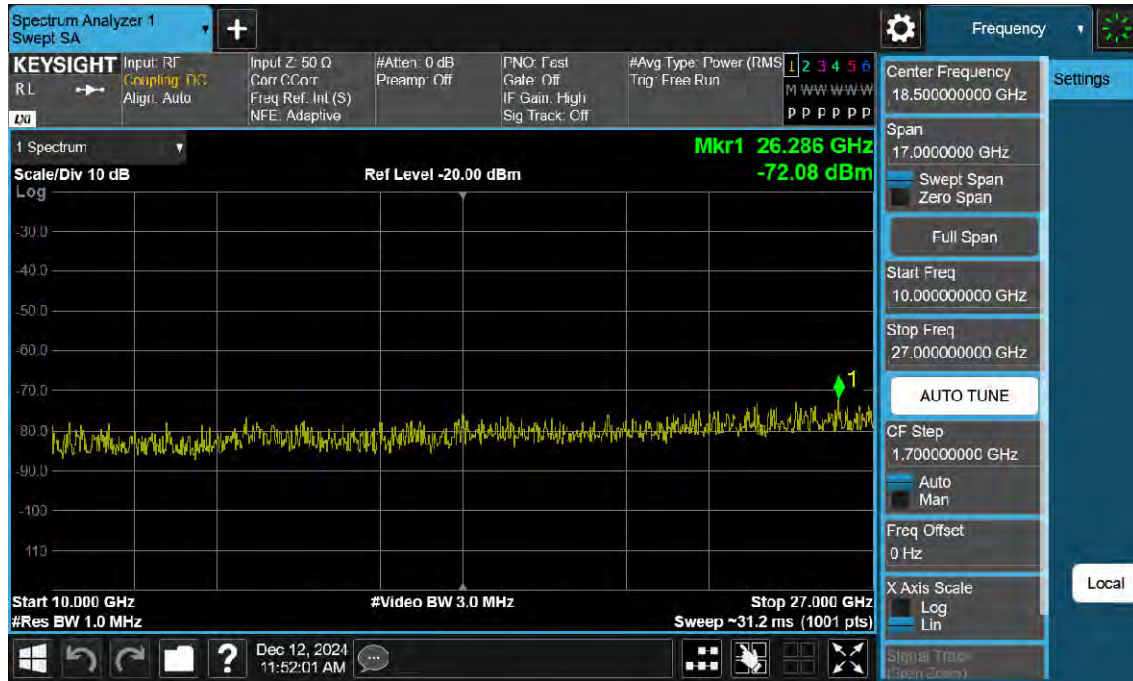 Spectrum Analyzer 1
Swept SA
+
Frequency
KEYSIGHT
RL
LXI
Input: RF
Coupling: DC
Align: Auto
Input Z: 50 Ω
Corr CCorr
Freq Ref: Int (S)
NFE: Adaptive
#Atten: 0 dB
Preamp: Off
PNO: Fast
Gate: Off
IF Gain: High
Sig Track: Off
#Avg Type: Power (RMS
Trig: Free Run
1 2 3 4 5 6
M W W W W W
P P P P P P
1 Spectrum
Scale/Div 10 dB
Log
Ref Level -20.00 dBm
Mkr1 26.286 GHz
-72.08 dBm
-30.0
-40.0
-50.0
-60.0
-70.0
1
-80.0
-90.0
-100
-110
Start 10.000 GHz
#Res BW 1.0 MHz
#Video BW 3.0 MHz
Stop 27.000 GHz
Sweep ~31.2 ms (1001 pts)
Center Frequency
18.500000000 GHz
Span
17.0000000 GHz
Swept Span
Zero Span
Full Span
Start Freq
10.000000000 GHz
Stop Freq
27.000000000 GHz
AUTO TUNE
CF Step
1.700000000 GHz
Auto
Man
Freq Offset
0 Hz
X Axis Scale
Log
Lin
Signal Track
(Span Zoom)
Settings
Local
?
Dec 12, 2024
11:52:01 AM